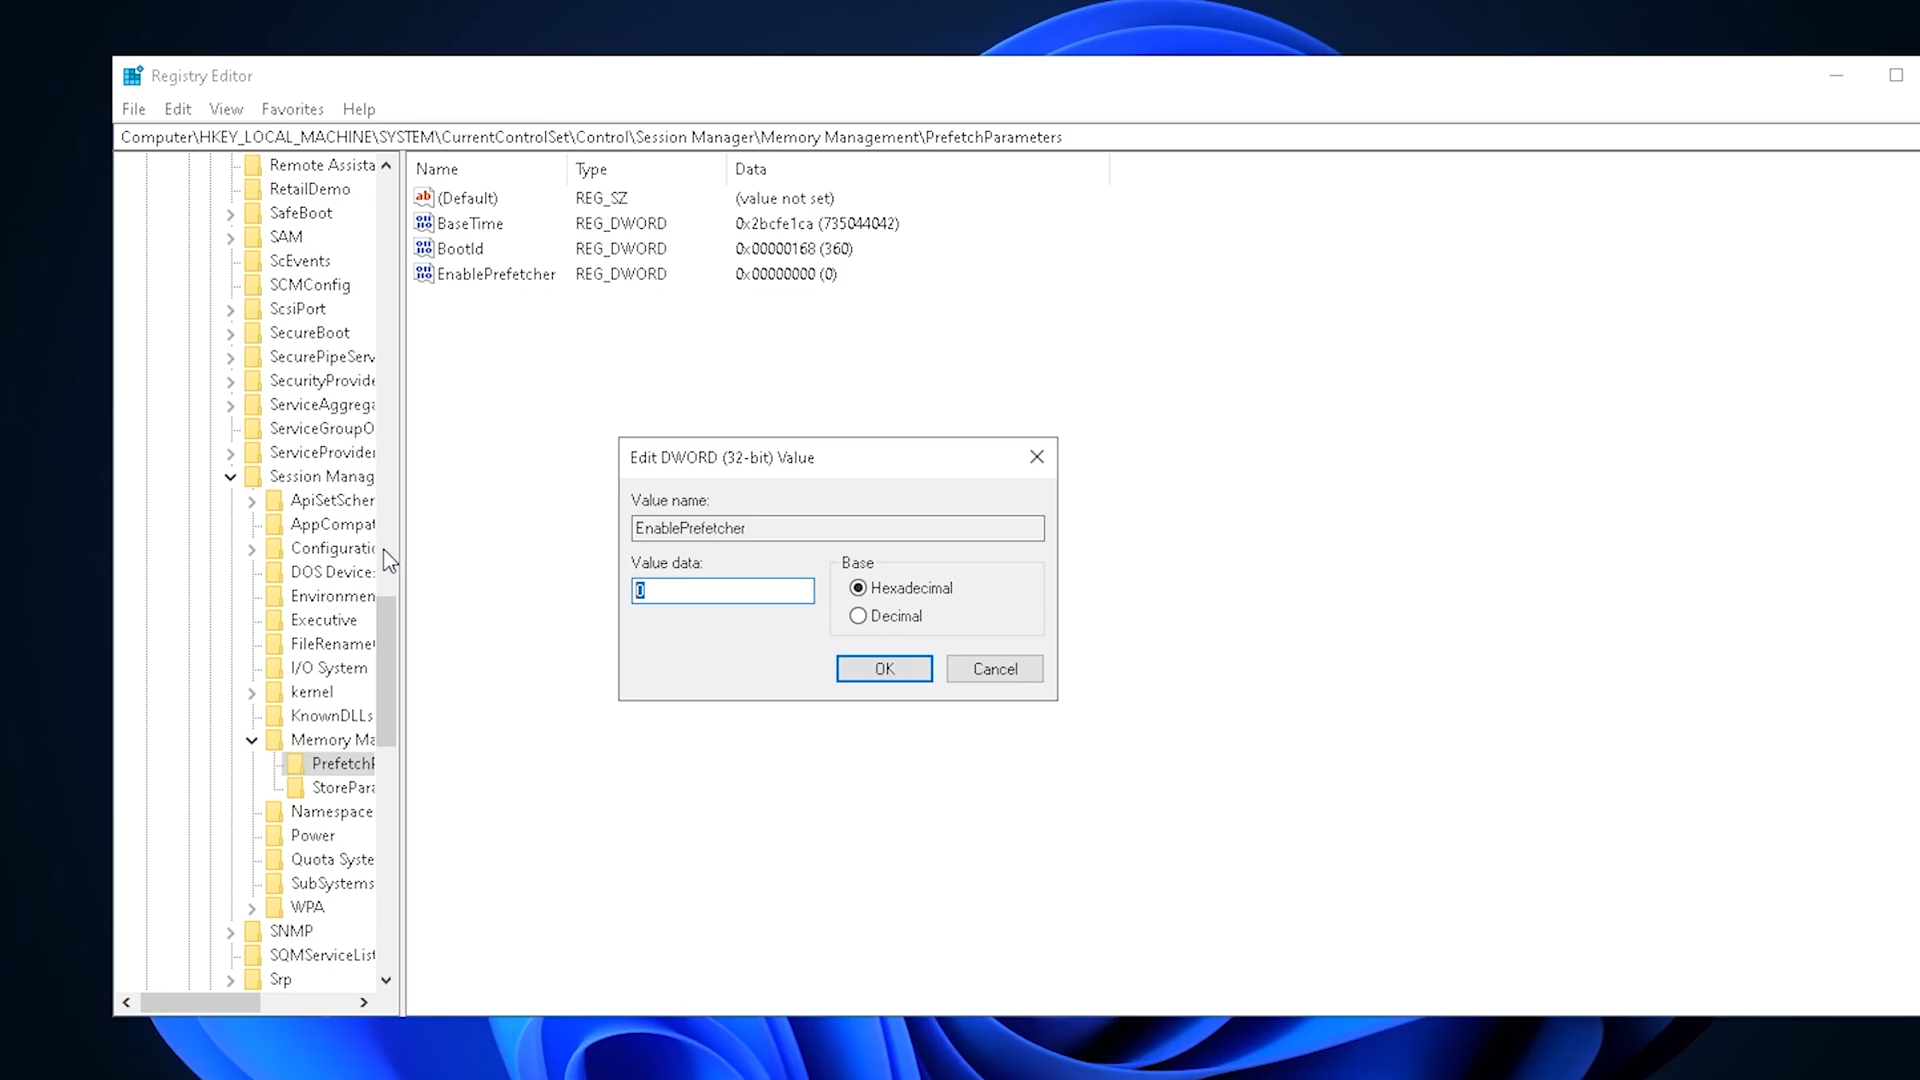 Registry Editor
File Edit View Favorites Help
Computer\HKEY_LOCAL_MACHINE\SYSTEM\CurrentControlSet\Control\Session Manager\Memory Management\PrefetchParameters
Remote Assista
RetailDemo
SafeBoot
SAM
ScEvents
SCMConfig
ScsiPort
SecureBoot
SecurePipeServ
SecurityProvide
ServiceAggrega
ServiceGroupO
ServiceProvider
Session Manag
ApiSetSchem
AppCompat
Configuratio
DOS Devices
Environmen
Executive
FileRename
I/O System
kernel
KnownDLLs
Memory Ma
PrefetchP
StorePara
Namespace
Power
Quota Syste
SubSystems
WPA
SNMP
SQMServiceList
Srp
Name Type Data
(Default) REG_SZ (value not set)
BaseTime REG_DWORD 0x2bcfe1ca (735044042)
BootId REG_DWORD 0x00000168 (360)
EnablePrefetcher REG_DWORD 0x00000000 (0)
Edit DWORD (32-bit) Value
Value name:
EnablePrefetcher
Value data:
0
Base
Hexadecimal
Decimal
OK Cancel